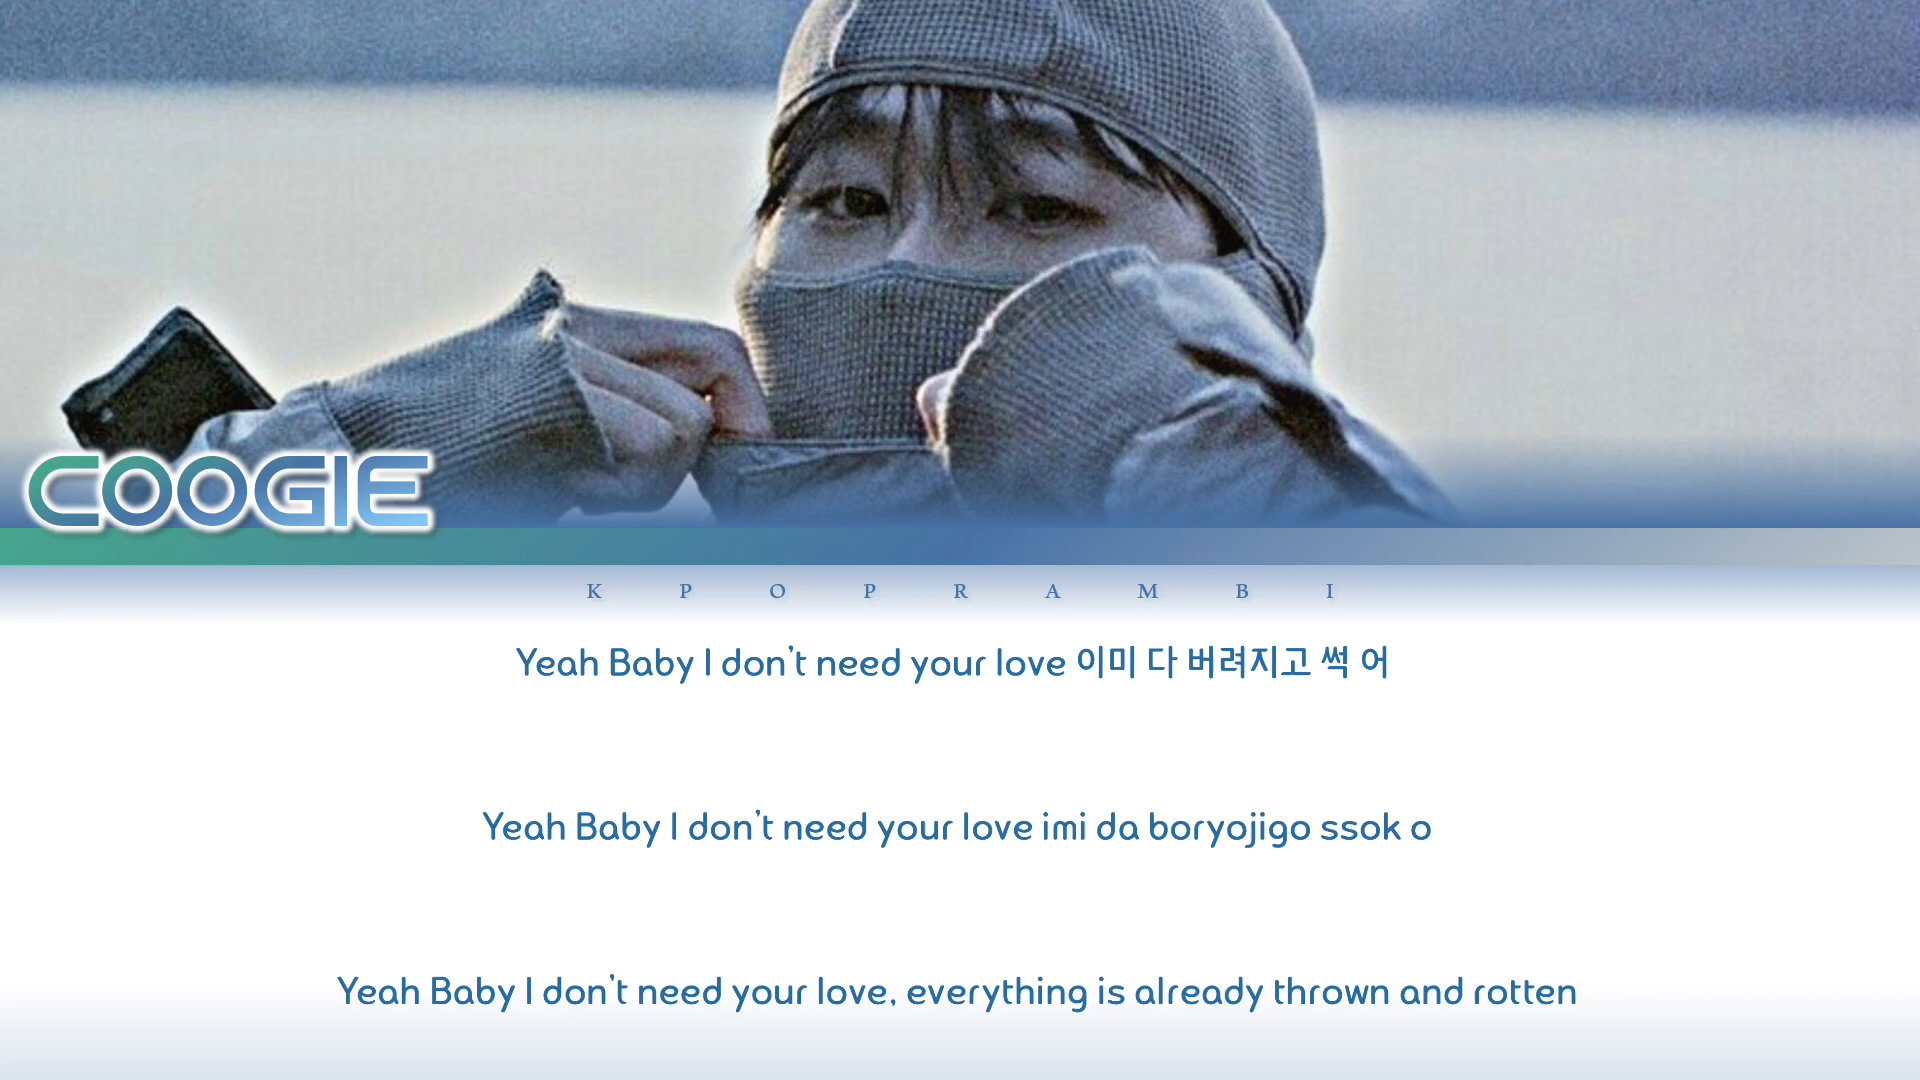 COOGIE
K P O P R A M B I
Yeah Baby I don't need your love 이미 다 버려지고 썩 어
Yeah Baby I don't need your love imi da boryojigo ssok o
Yeah Baby I don't need your love, everything is already thrown and rotten